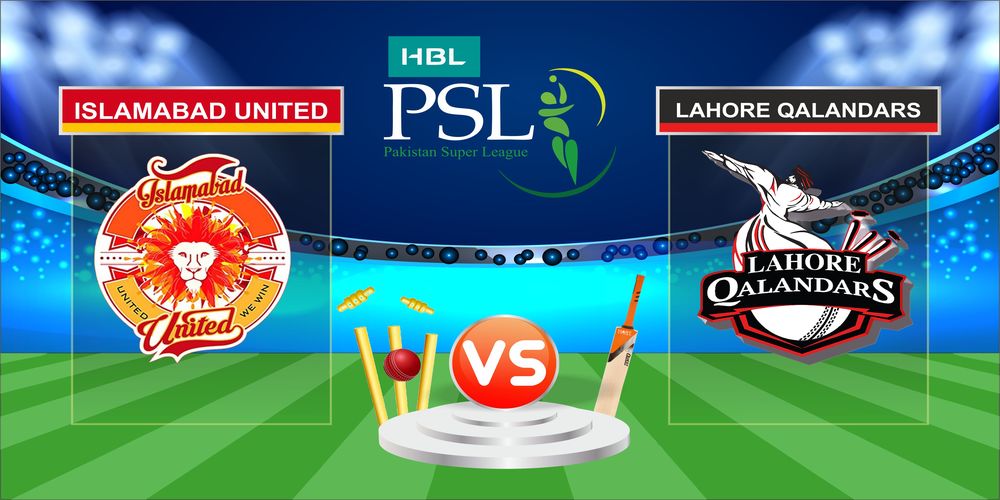 HBL
PSL
Pakistan Super League
ISLAMABAD UNITED
LAHORE QALANDARS
Islamabad
UNITED WE WIN
United
LAHORE
QALANDARS
VS